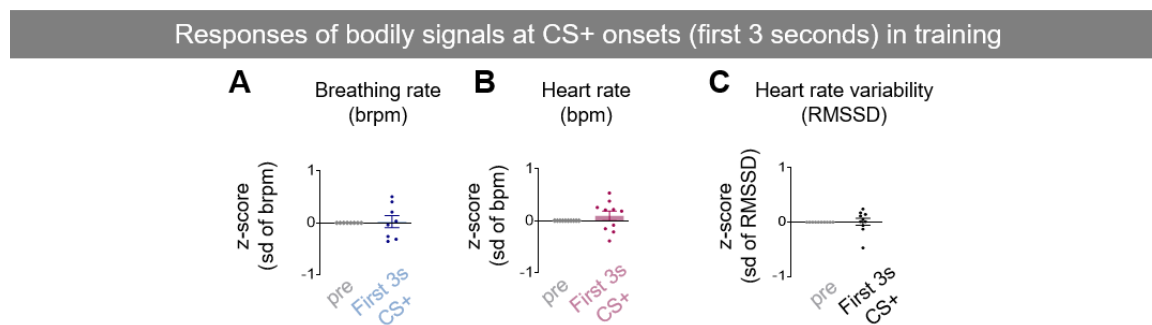 Responses of bodily signals at CS+ onsets (first 3 seconds) in training
A
Breathing rate
(brpm)
z-score
(sd of brpm)
1
0
-1
pre
First 3s
CS+
B
Heart rate
(bpm)
z-score
(sd of bpm)
1
0
-1
pre
First 3s
CS+
C
Heart rate variability
(RMSSD)
z-score
(sd of RMSSD)
1
0
-1
pre
First 3s
CS+